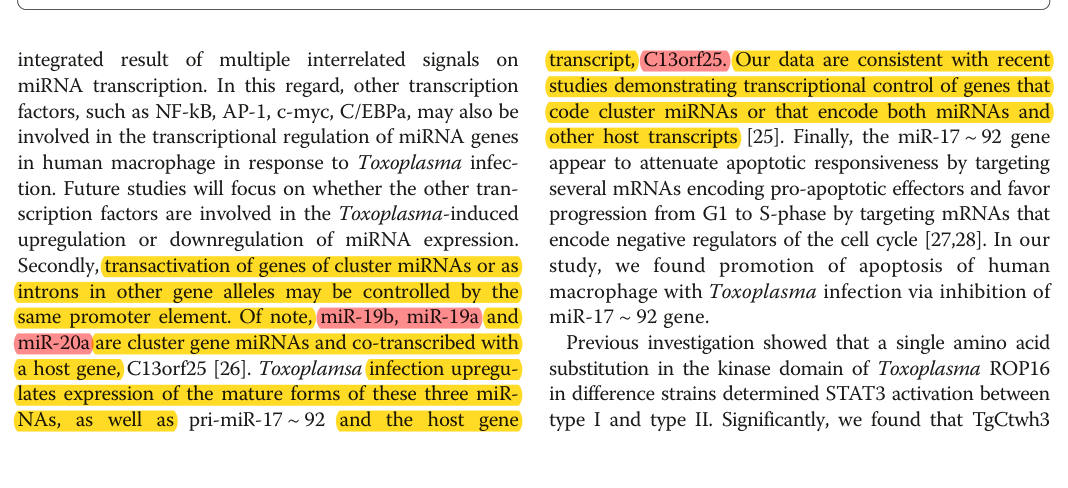 integrated result of multiple interrelated signals on
miRNA transcription. In this regard, other transcription
factors, such as NF-kB, AP-1, c-myc, C/EBPa, may also be
involved in the transcriptional regulation of miRNA genes
in human macrophage in response to Toxoplasma infec-
tion. Future studies will focus on whether the other tran-
scription factors are involved in the Toxoplasma-induced
upregulation or downregulation of miRNA expression.
Secondly, transactivation of genes of cluster miRNAs or as
introns in other gene alleles may be controlled by the
same promoter element. Of note, miR-19b, miR-19a and
miR-20a are cluster gene miRNAs and co-transcribed with
a host gene, C13orf25 [26]. Toxoplamsa infection upregu-
lates expression of the mature forms of these three miR-
NAs, as well as pri-miR-17 ~ 92 and the host gene
transcript, C13orf25. Our data are consistent with recent
studies demonstrating transcriptional control of genes that
code cluster miRNAs or that encode both miRNAs and
other host transcripts [25]. Finally, the miR-17 ~ 92 gene
appear to attenuate apoptotic responsiveness by targeting
several mRNAs encoding pro-apoptotic effectors and favor
progression from G1 to S-phase by targeting mRNAs that
encode negative regulators of the cell cycle [27,28]. In our
study, we found promotion of apoptosis of human
macrophage with Toxoplasma infection via inhibition of
miR-17 ~ 92 gene.
Previous investigation showed that a single amino acid
substitution in the kinase domain of Toxoplasma ROP16
in difference strains determined STAT3 activation between
type I and type II. Significantly, we found that TgCtwh3